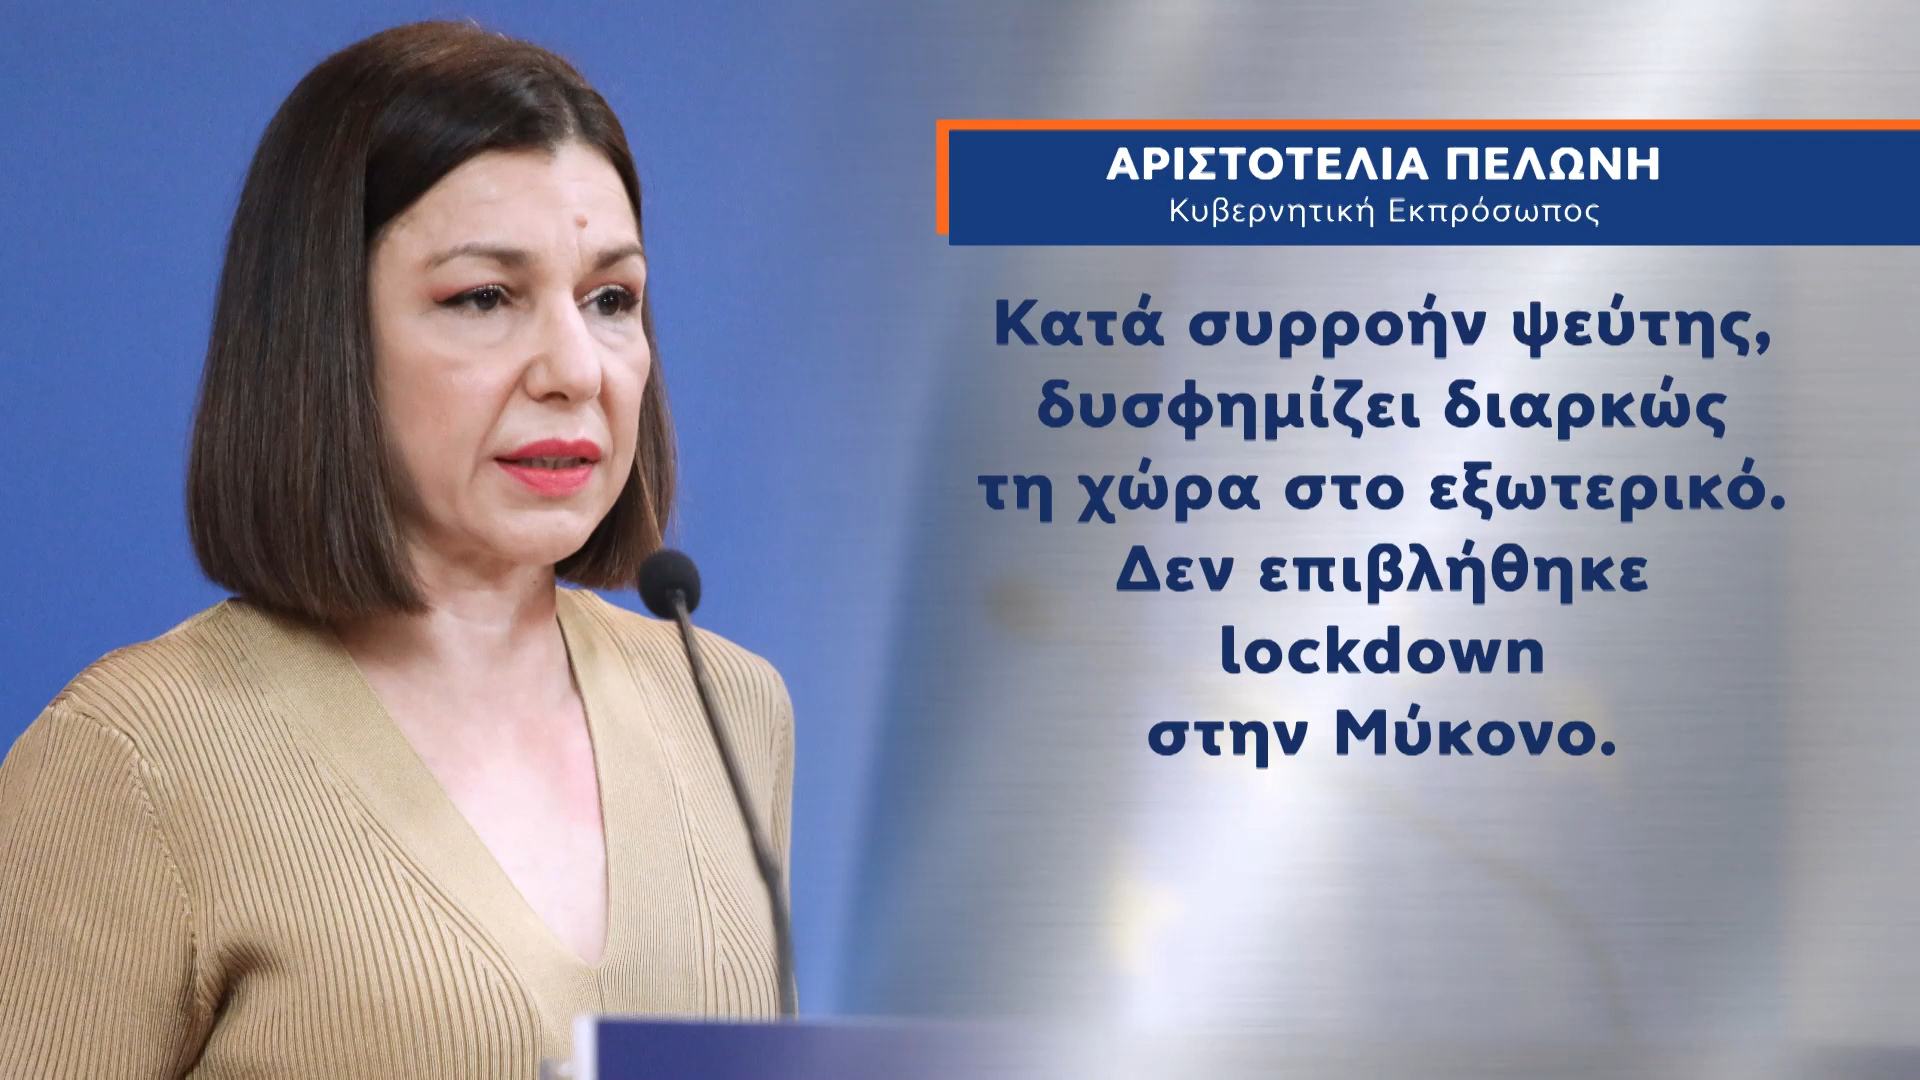 ΑΡΙΣΤΟΤΕΛΙΑ ΠΕΛΩΝΗ
Κυβερνητική Εκπρόσωπος
Κατά συρροήν ψεύτης,
δυσφημίζει διαρκώς
τη χώρα στο εξωτερικό.
Δεν επιβλήθηκε
lockdown
στην Μύκονο.